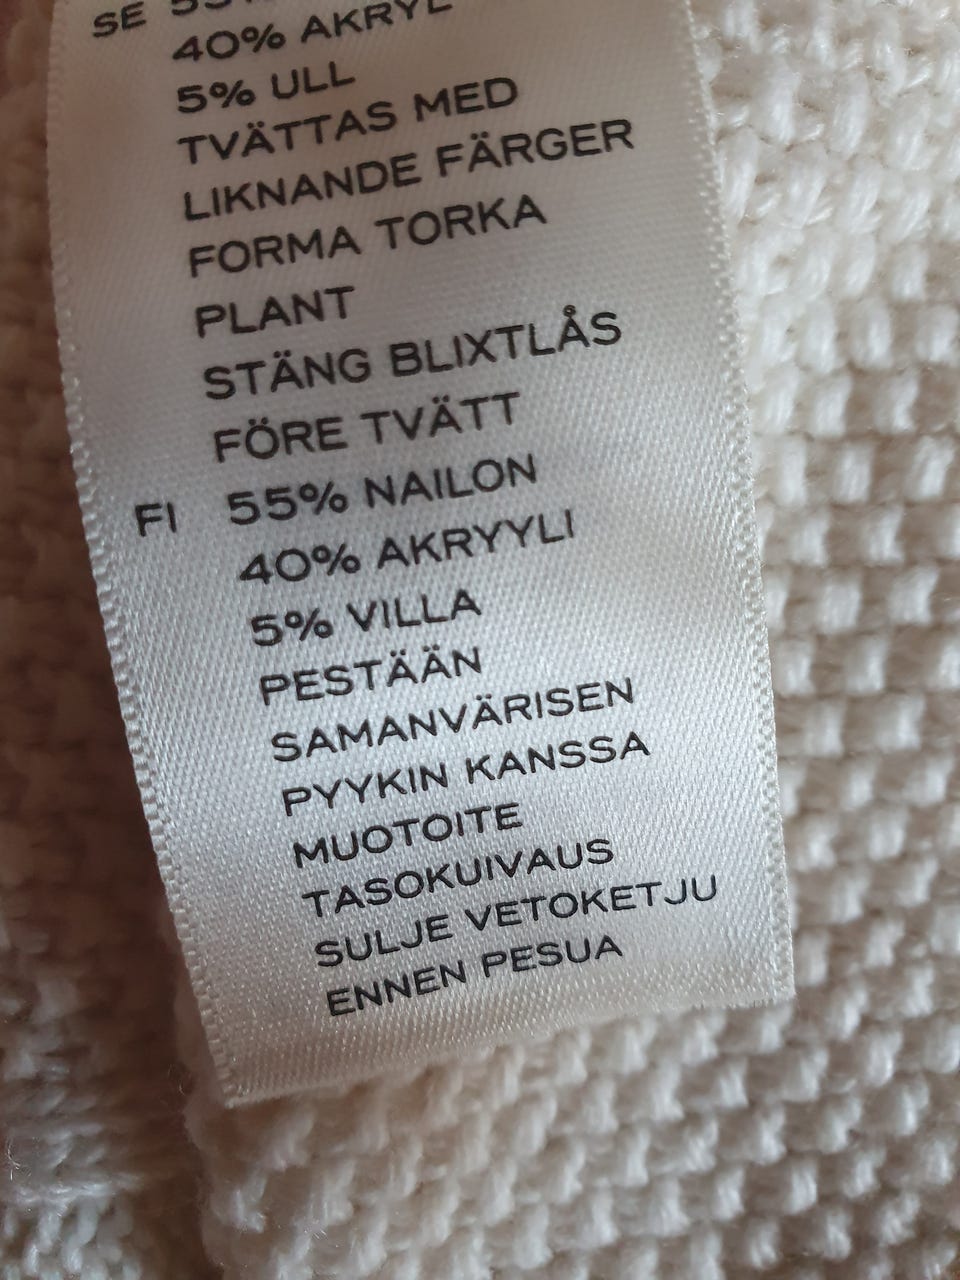 SE
40% AKRYL
5% ULL
TVÄTTAS MED
LIKNANDE FÄRGER
FORMA TORKA
PLANT
STÄNG BLIXTLÅS
FÖRE TVÄTT
FI 55% NAILON
40% AKRYYLI
5% VILLA
PESTÄÄN
SAMANVÄRISEN
PYYKIN KANSSA
MUOTOITE
TASOKUIVAUS
SULJE VETOKETJU
ENNEN PESUA